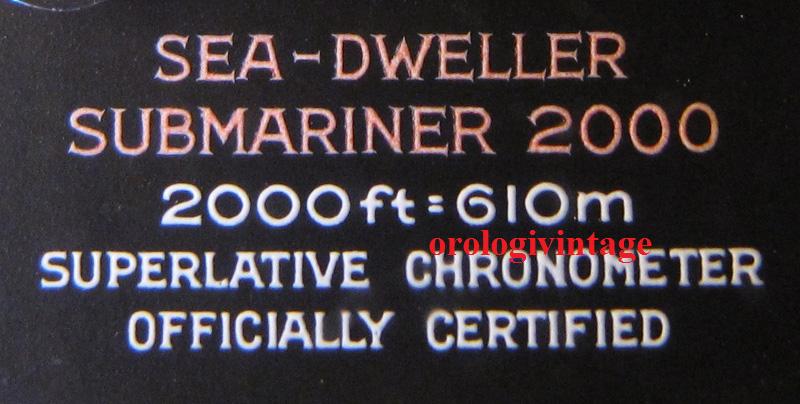 SEA-DWELLER
SUBMARINER 2000
2000ft=610m
orologivintage
SUPERLATIVE CHRONOMETER
OFFICIALLY CERTIFIED